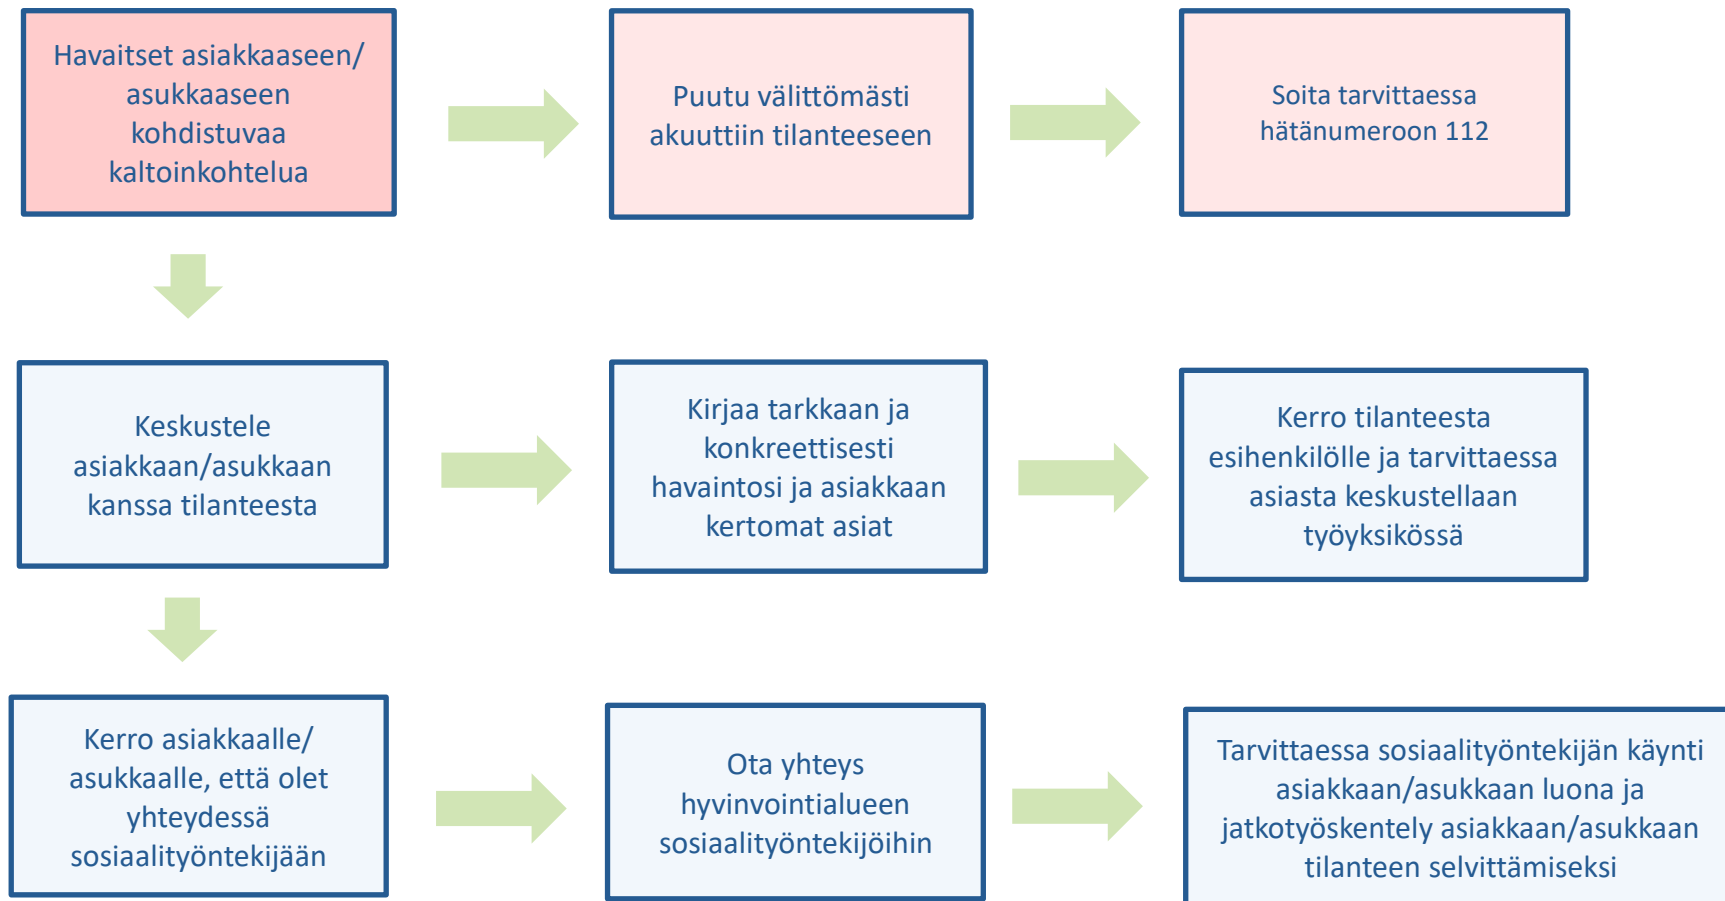 Havaitset asiakkaaseen/
asukkaaseen
kohdistuvaa
kaltoinkohtelua
Puutu välittömästi
akuuttiin tilanteeseen
Soita tarvittaessa
hätänumeroon 112
Keskustele
asiakkaan/asukkaan
kanssa tilanteesta
Kirjaa tarkkaan ja
konkreettisesti
havaintosi ja asiakkaan
kertomat asiat
Kerro tilanteesta
esihenkilölle ja tarvittaessa
asiasta keskustellaan
työyksikössä
Kerro asiakkaalle/
asukkaalle, että olet
yhteydessä
sosiaalityöntekijään
Ota yhteys
hyvinvointialueen
sosiaalityöntekijöihin
Tarvittaessa sosiaalityöntekijän käynti
asiakkaan/asukkaan luona ja
jatkotyöskentely asiakkaan/asukkaan
tilanteen selvittämiseksi